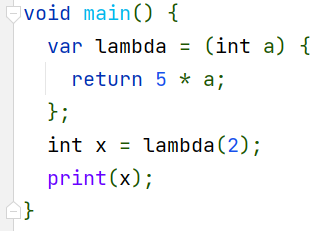 void main() {
  var lambda = (int a) {
    return 5 * a;
  };
  int x = lambda(2);
  print(x);
}